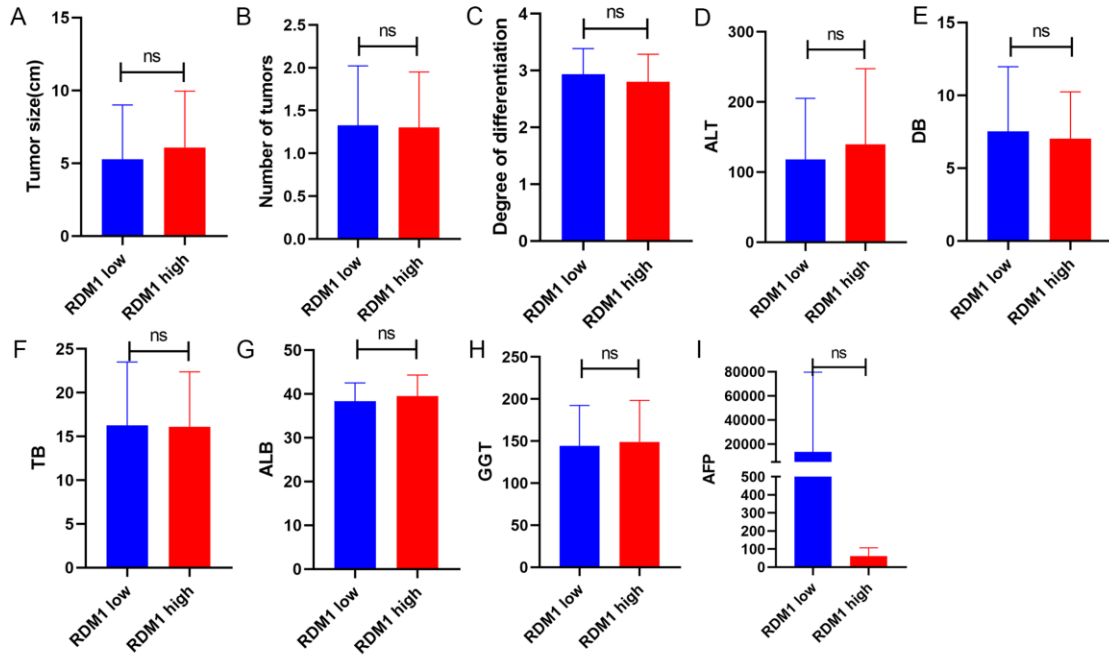 A
Tumor size(cm)
15
10
5
0
ns
RDM1 low
RDM1 high
B
Number of tumors
2.5
2.0
1.5
1.0
0.5
0.0
ns
RDM1 low
RDM1 high
C
Degree of differentiation
4
3
2
1
0
ns
RDM1 low
RDM1 high
D
ALT
300
200
100
0
ns
RDM1 low
RDM1 high
E
DB
15
10
5
0
ns
RDM1 low
RDM1 high
F
TB
25
20
15
10
5
0
ns
RDM1 low
RDM1 high
G
ALB
50
40
30
20
10
0
ns
RDM1 low
RDM1 high
H
GGT
250
200
150
100
50
0
ns
RDM1 low
RDM1 high
I
AFP
80000
60000
40000
20000
500
400
300
200
100
0
ns
RDM1 low
RDM1 high